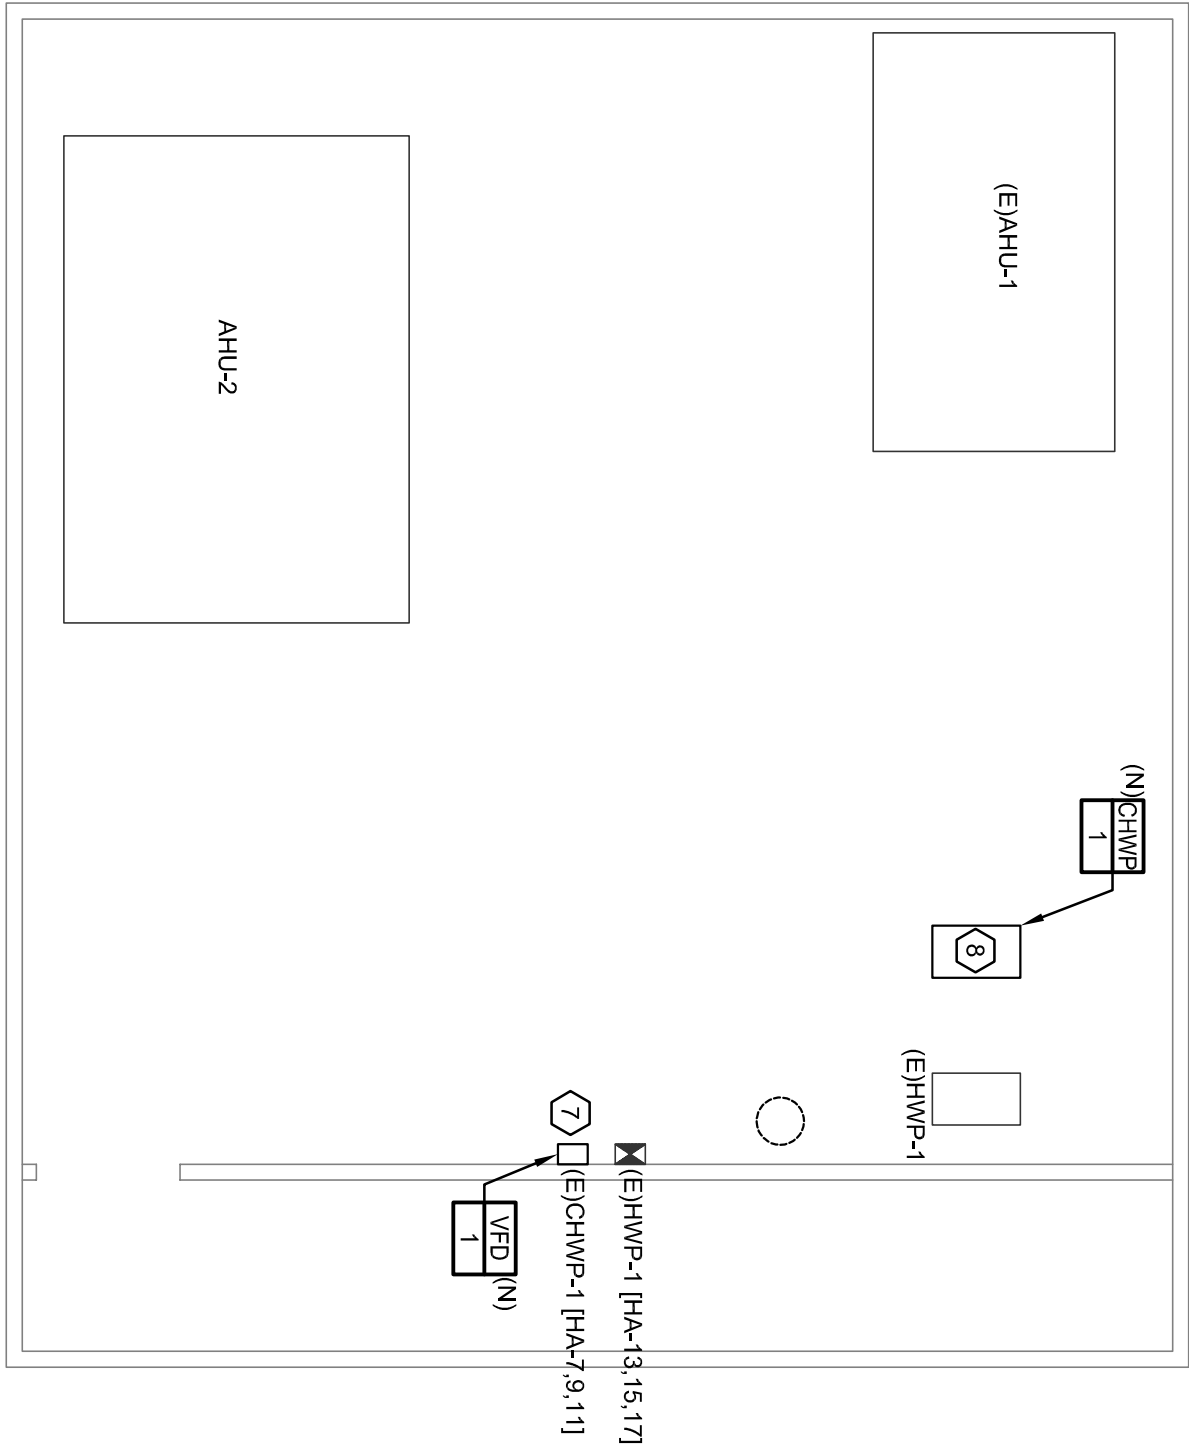 (E)AHU-1
AHU-2
(N)
CHWP
1
8
(E)HWP-1
7
(E)HWP-1 [HA-13,15,17]
(E)CHWP-1 [HA-7,9,11]
VFD
1
(N)